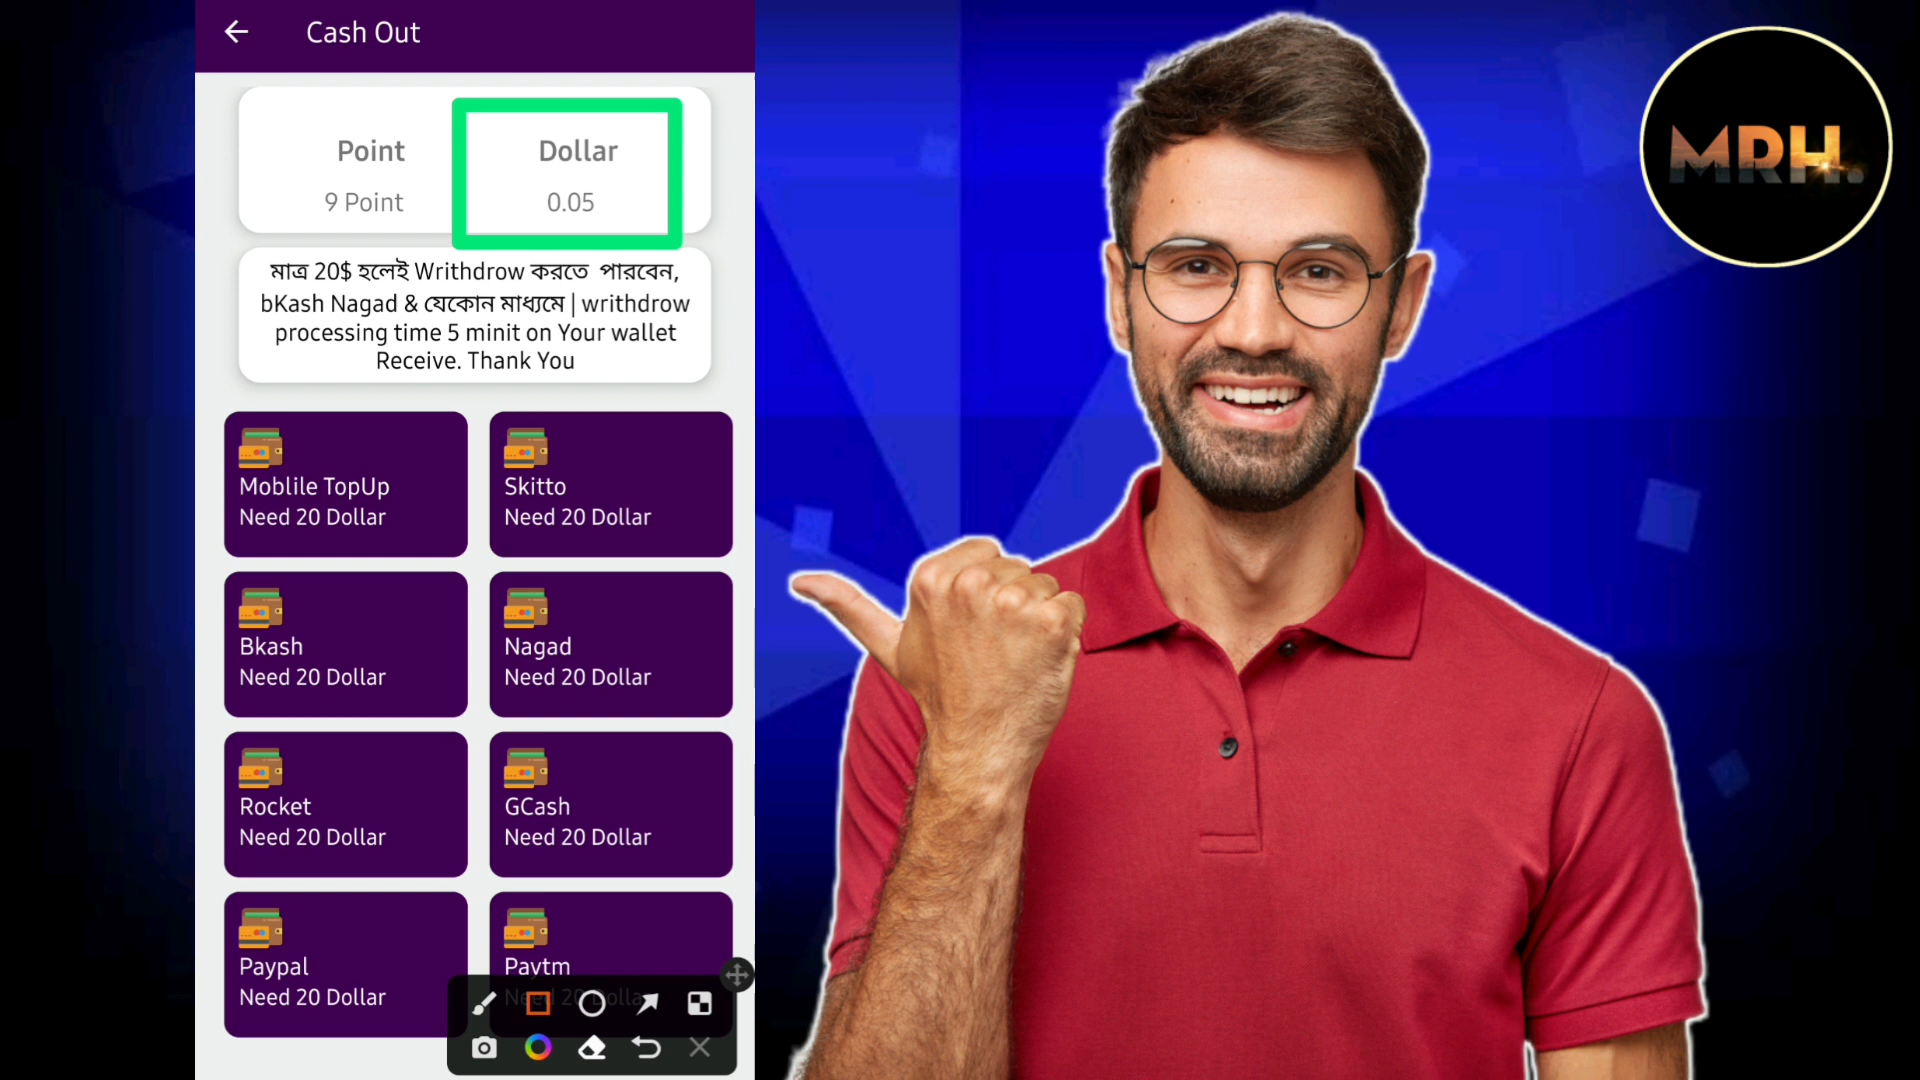 Cash Out
Point
Dollar
9 Point
0.05
মাত্র 20$ হলেই Writhdrow করতে পারবেন,
bKash Nagad & যেকোন মাধ্যমে | writhdrow
processing time 5 minit on Your wallet
Receive. Thank You
Moblile TopUp
Need 20 Dollar
Skitto
Need 20 Dollar
Bkash
Need 20 Dollar
Nagad
Need 20 Dollar
Rocket
Need 20 Dollar
GCash
Need 20 Dollar
Paypal
Need 20 Dollar
Paytm
Need 20 Dolla
MRH.